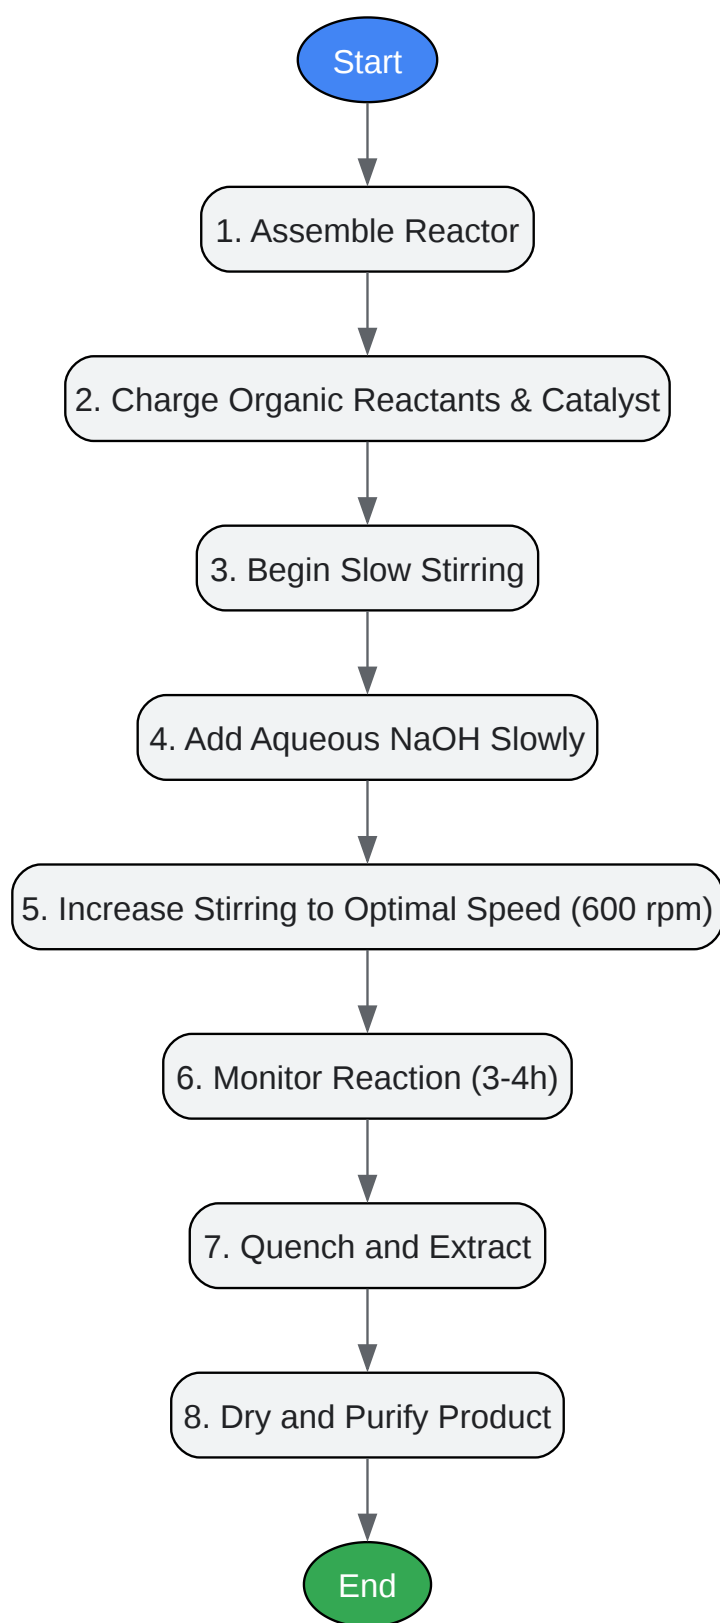 Start
1. Assemble Reactor
2. Charge Organic Reactants & Catalyst
3. Begin Slow Stirring
4. Add Aqueous NaOH Slowly
5. Increase Stirring to Optimal Speed (600 rpm)
6. Monitor Reaction (3-4h)
7. Quench and Extract
8. Dry and Purify Product
End